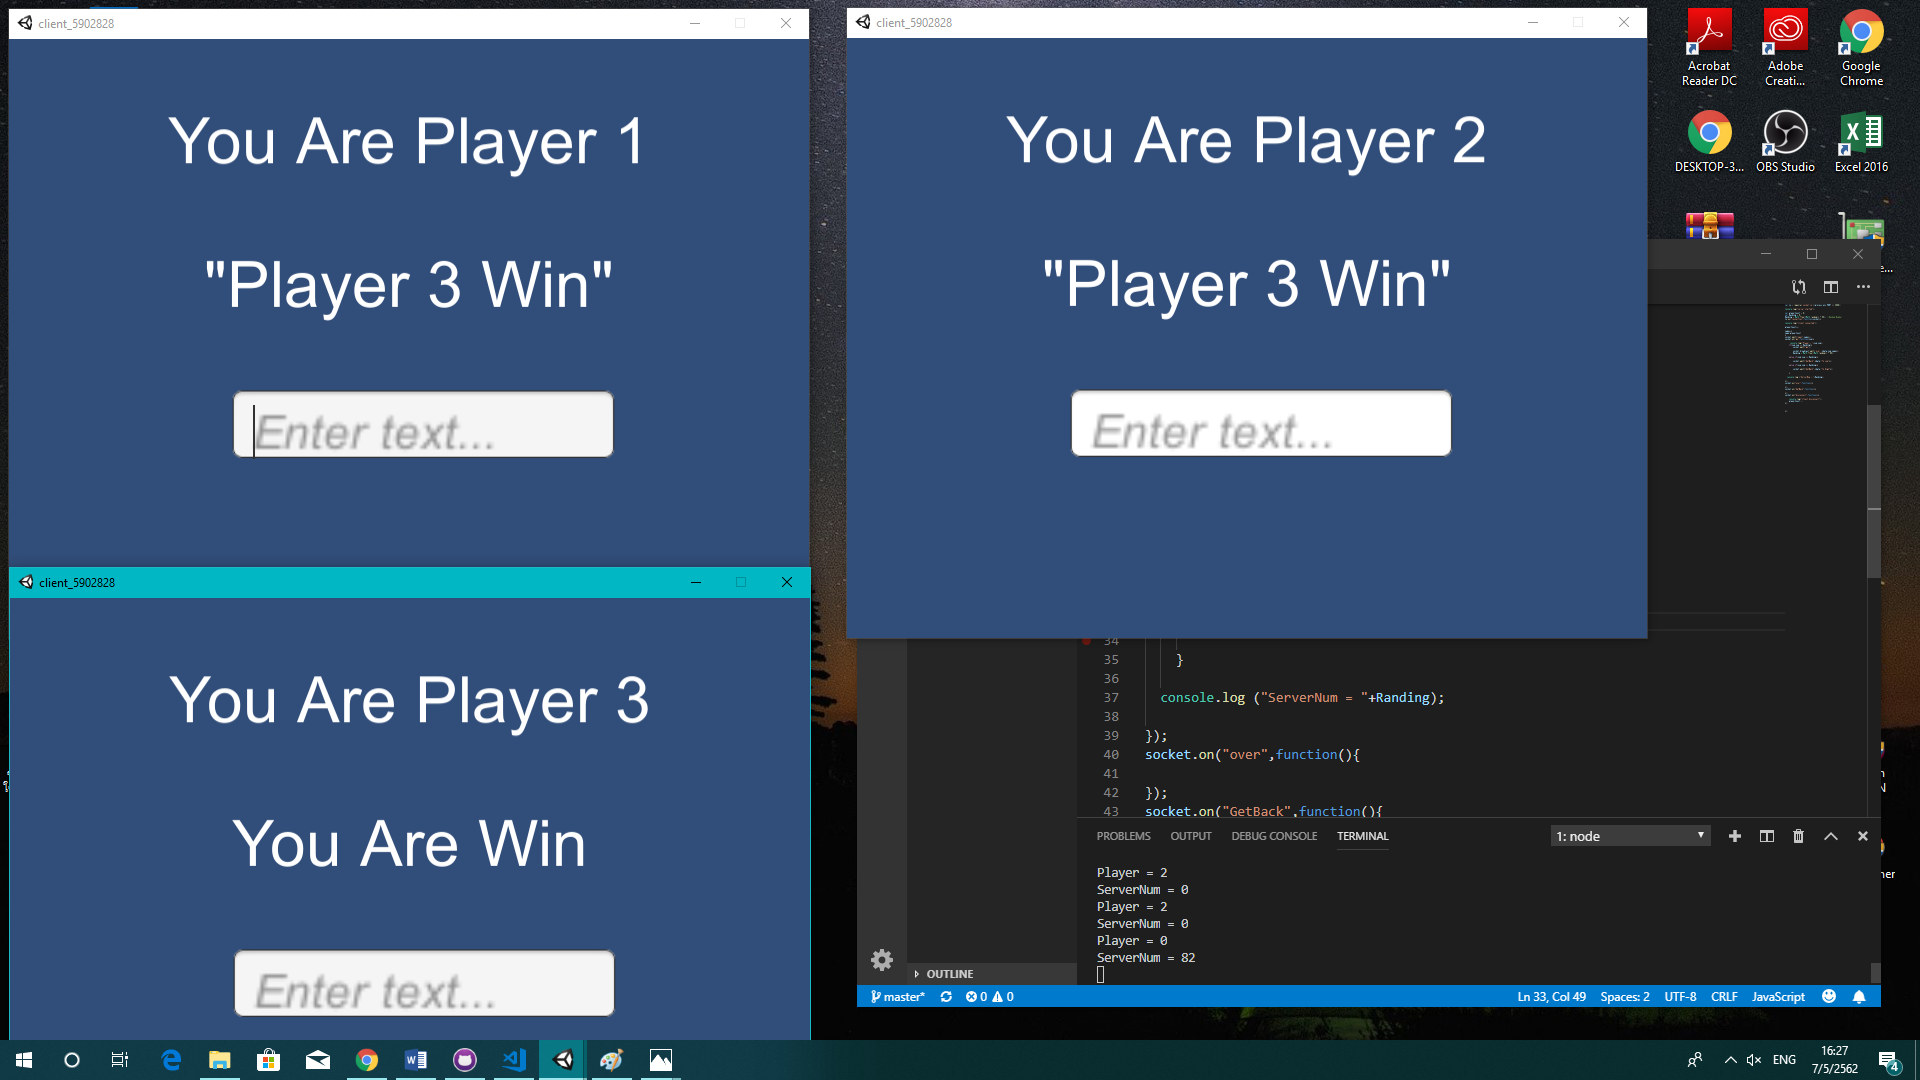 client_5902828
You Are Player 1
"Player 3 Win"
Enter text...
client_5902828
You Are Player 2
"Player 3 Win"
Enter text...
client_5902828
You Are Player 3
You Are Win
Enter text...
Acrobat
Reader DC
Adobe
Creati...
Google
Chrome
DESKTOP-3...
OBS Studio
Excel 2016
34
35 }
36
37 console.log ("ServerNum = "+Randing);
38
39 });
40 socket.on("over",function(){
41
42 });
43 socket.on("GetBack",function(){
PROBLEMS OUTPUT DEBUG CONSOLE TERMINAL 1: node
Player = 2
ServerNum = 0
Player = 2
ServerNum = 0
Player = 0
ServerNum = 82
OUTLINE
master* 0 0 Ln 33, Col 49 Spaces: 2 UTF-8 CRLF JavaScript
ENG
16:27
7/5/2562
4